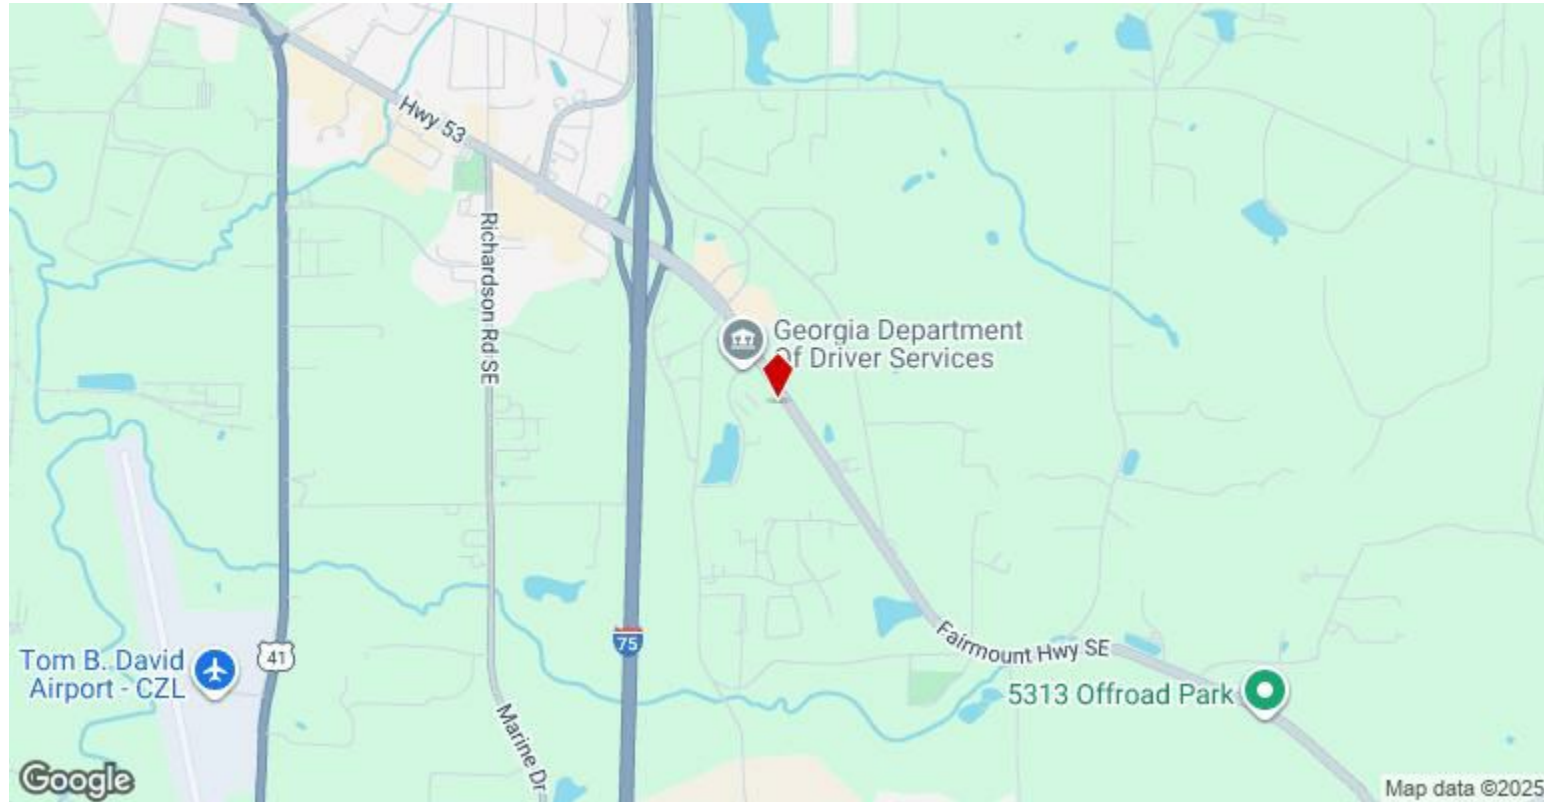 Hwy 53
Richardson Rd SE
Georgia Department
Of Driver Services
75
Fairmount Hwy SE
41
Tom B. David
Airport - CZL
5313 Offroad Park
Marine Dr
Google
Map data ©2025